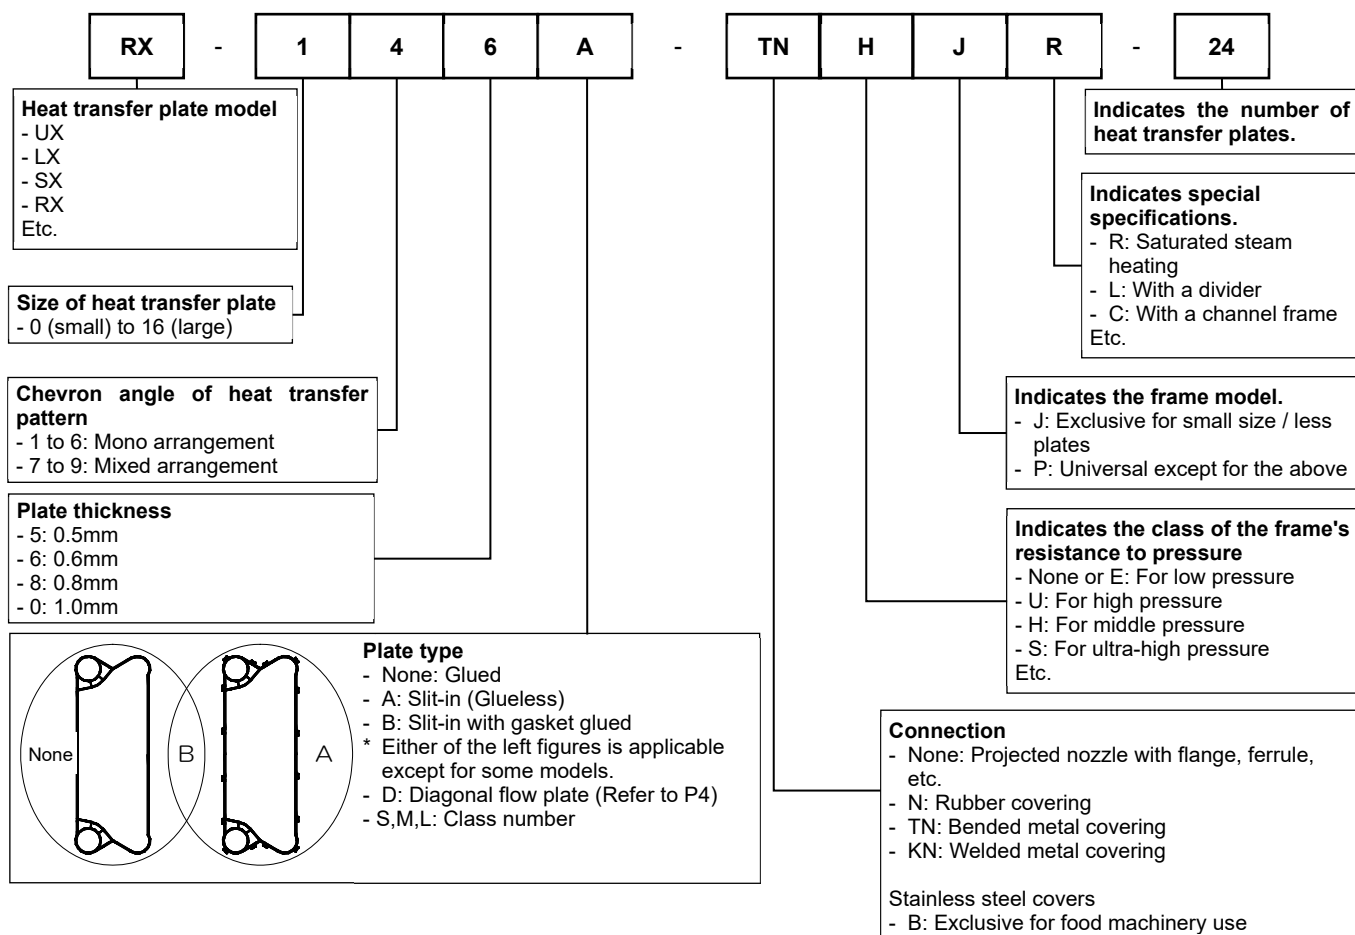 RX - 1 4 6 A - TN H J R - 24
Heat transfer plate model
- UX
- LX
- SX
- RX
Etc.
Size of heat transfer plate
- 0 (small) to 16 (large)
Chevron angle of heat transfer
pattern
- 1 to 6: Mono arrangement
- 7 to 9: Mixed arrangement
Plate thickness
- 5: 0.5mm
- 6: 0.6mm
- 8: 0.8mm
- 0: 1.0mm
None
B
A
Plate type
- None: Glued
- A: Slit-in (Glueless)
- B: Slit-in with gasket glued
* Either of the left figures is applicable
except for some models.
- D: Diagonal flow plate (Refer to P4)
- S,M,L: Class number
Indicates the number of
heat transfer plates.
Indicates special
specifications.
- R: Saturated steam
heating
- L: With a divider
- C: With a channel frame
Etc.
Indicates the frame model.
- J: Exclusive for small size / less
plates
- P: Universal except for the above
Indicates the class of the frame's
resistance to pressure
- None or E: For low pressure
- U: For high pressure
- H: For middle pressure
- S: For ultra-high pressure
Etc.
Connection
- None: Projected nozzle with flange, ferrule,
etc.
- N: Rubber covering
- TN: Bended metal covering
- KN: Welded metal covering
Stainless steel covers
- B: Exclusive for food machinery use